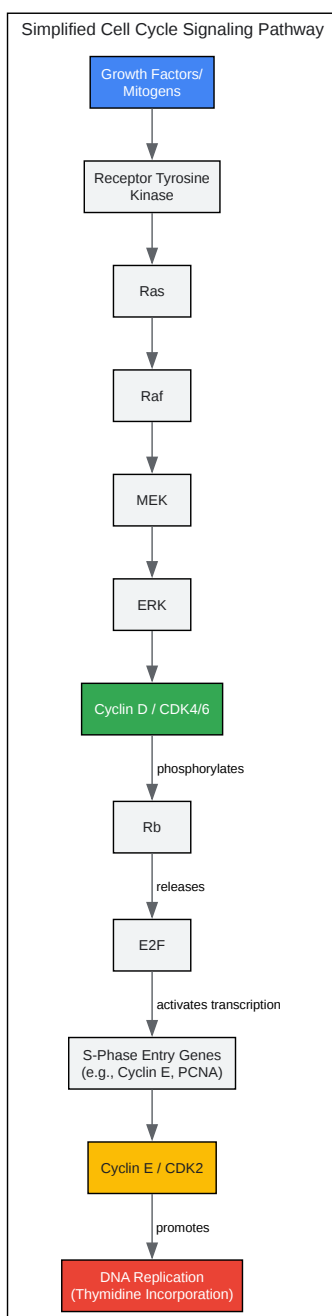 Simplified Cell Cycle Signaling Pathway
Growth Factors/
Mitogens
Receptor Tyrosine
Kinase
Ras
Raf
MEK
ERK
Cyclin D / CDK4/6
phosphorylates
Rb
releases
E2F
activates transcription
S-Phase Entry Genes
(e.g., Cyclin E, PCNA)
Cyclin E / CDK2
promotes
DNA Replication
(Thymidine Incorporation)